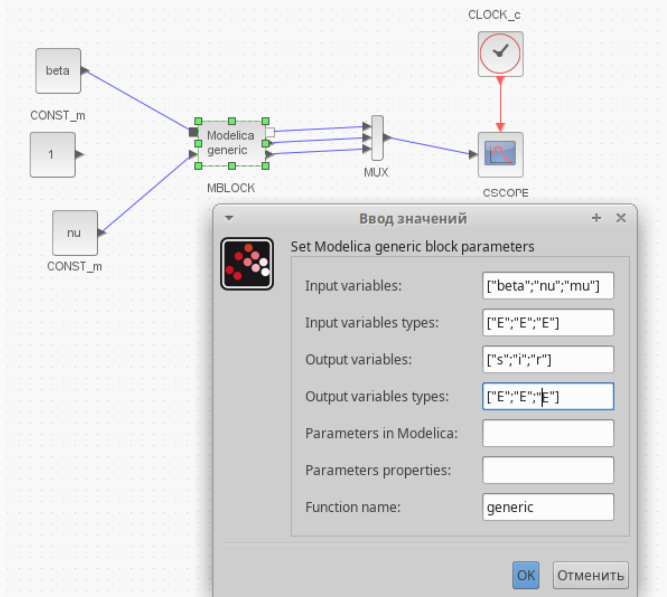 CLOCK_c
beta
CONST_m
1
Modelica
generic
MBLOCK
MUX
CSCOPE
nu
CONST_m
Ввод значений
Set Modelica generic block parameters
Input variables: ["beta";"nu";"mu"]
Input variables types: ["E";"E";"E"]
Output variables: ["s";"i";"r"]
Output variables types: ["E";"E";"E"]
Parameters in Modelica:
Parameters properties:
Function name: generic
OK Отменить